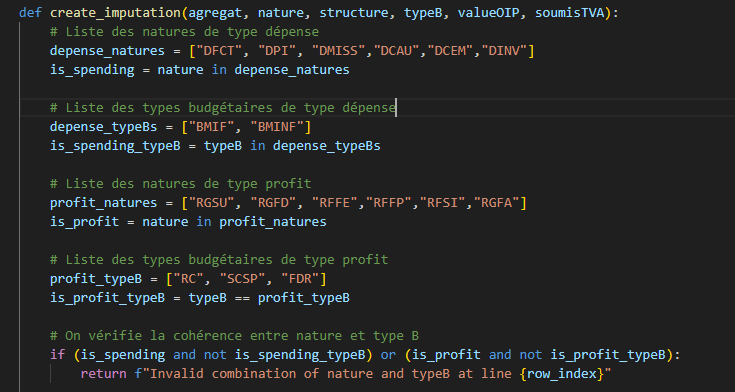 def create_imputation(agregat, nature, structure, typeB, valueOIP, soumisTVA):
# Liste des natures de type dépense
depense_natures = ["DFCT", "DPI", "DMISS","DCAU","DCEM","DINV"]
is_spending = nature in depense_natures
# Liste des types budgétaires de type dépense
depense_typeBs = ["BMIF", "BMINF"]
is_spending_typeB = typeB in depense_typeBs
# Liste des natures de type profit
profit_natures = ["RGSU", "RGFD", "RFFE","RFFP","RFSI","RGFA"]
is_profit = nature in profit_natures
# Liste des types budgétaires de type profit
profit_typeB = ["RC", "SCSP", "FDR"]
is_profit_typeB = typeB == profit_typeB
# On vérifie la cohérence entre nature et type B
if (is_spending and not is_spending_typeB) or (is_profit and not is_profit_typeB):
return f"Invalid combination of nature and typeB at line {row_index}"